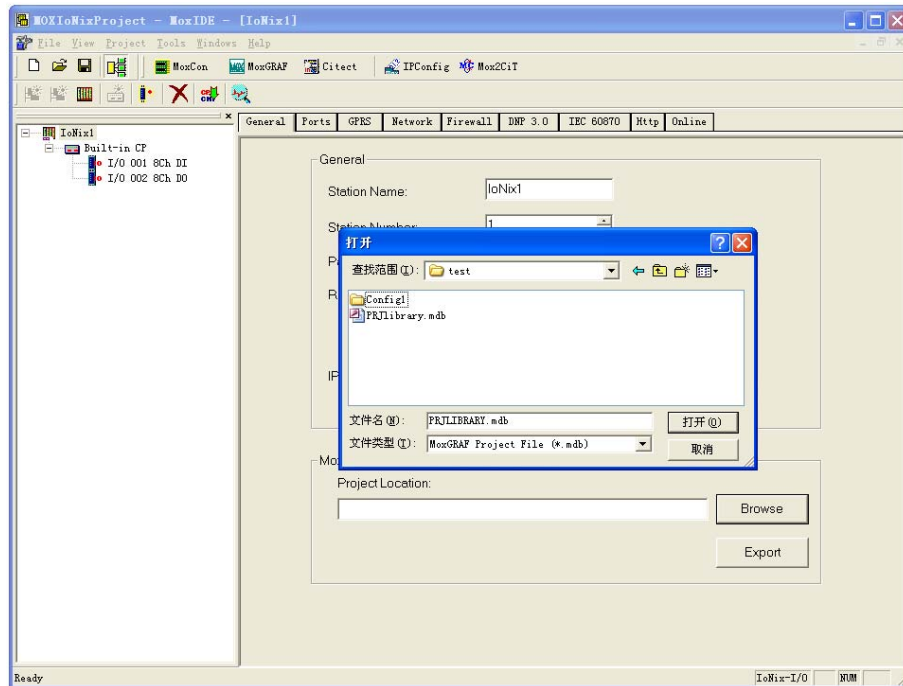 MOXIoNixProject - MoxIDE - [IoNix1]
File View Project Tools Windows Help
MoxCon MoxGRAF Citect IPConfig Mox2CiT
General Ports GPRS Network Firewall DNP 3.0 IEC 60870 Http Online
IoNix1
Built-in CP
I/O 001 8Ch DI
I/O 002 8Ch DO
General
Station Name: IoNix1
Station Number: 1
打开
查找范围(I): test
Config1
PRJlibrary.mdb
文件名(N): PRJLIBRARY.mdb 打开(O)
文件类型(T): MoxGRAF Project File (*.mdb) 取消
IP
Project Location:
Browse
Export
Ready IoNix-I/O NUM